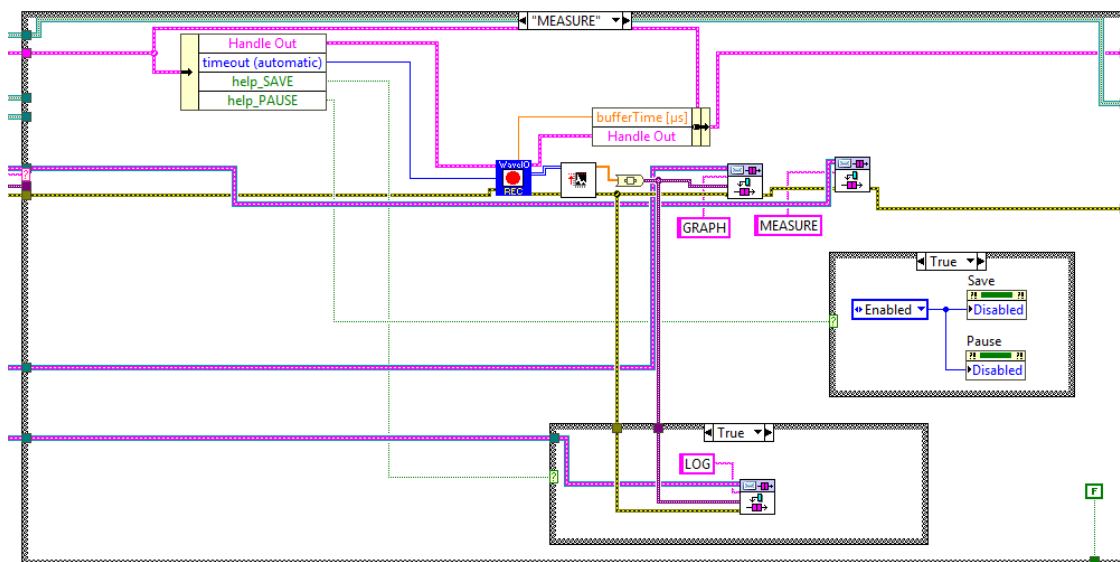 "MEASURE"
Handle Out
timeout (automatic)
help_SAVE
help_PAUSE
bufferTime [µs]
Handle Out
WaveIO
REC
GRAPH
MEASURE
True
Save
Enabled
Disabled
Pause
Disabled
True
LOG
F